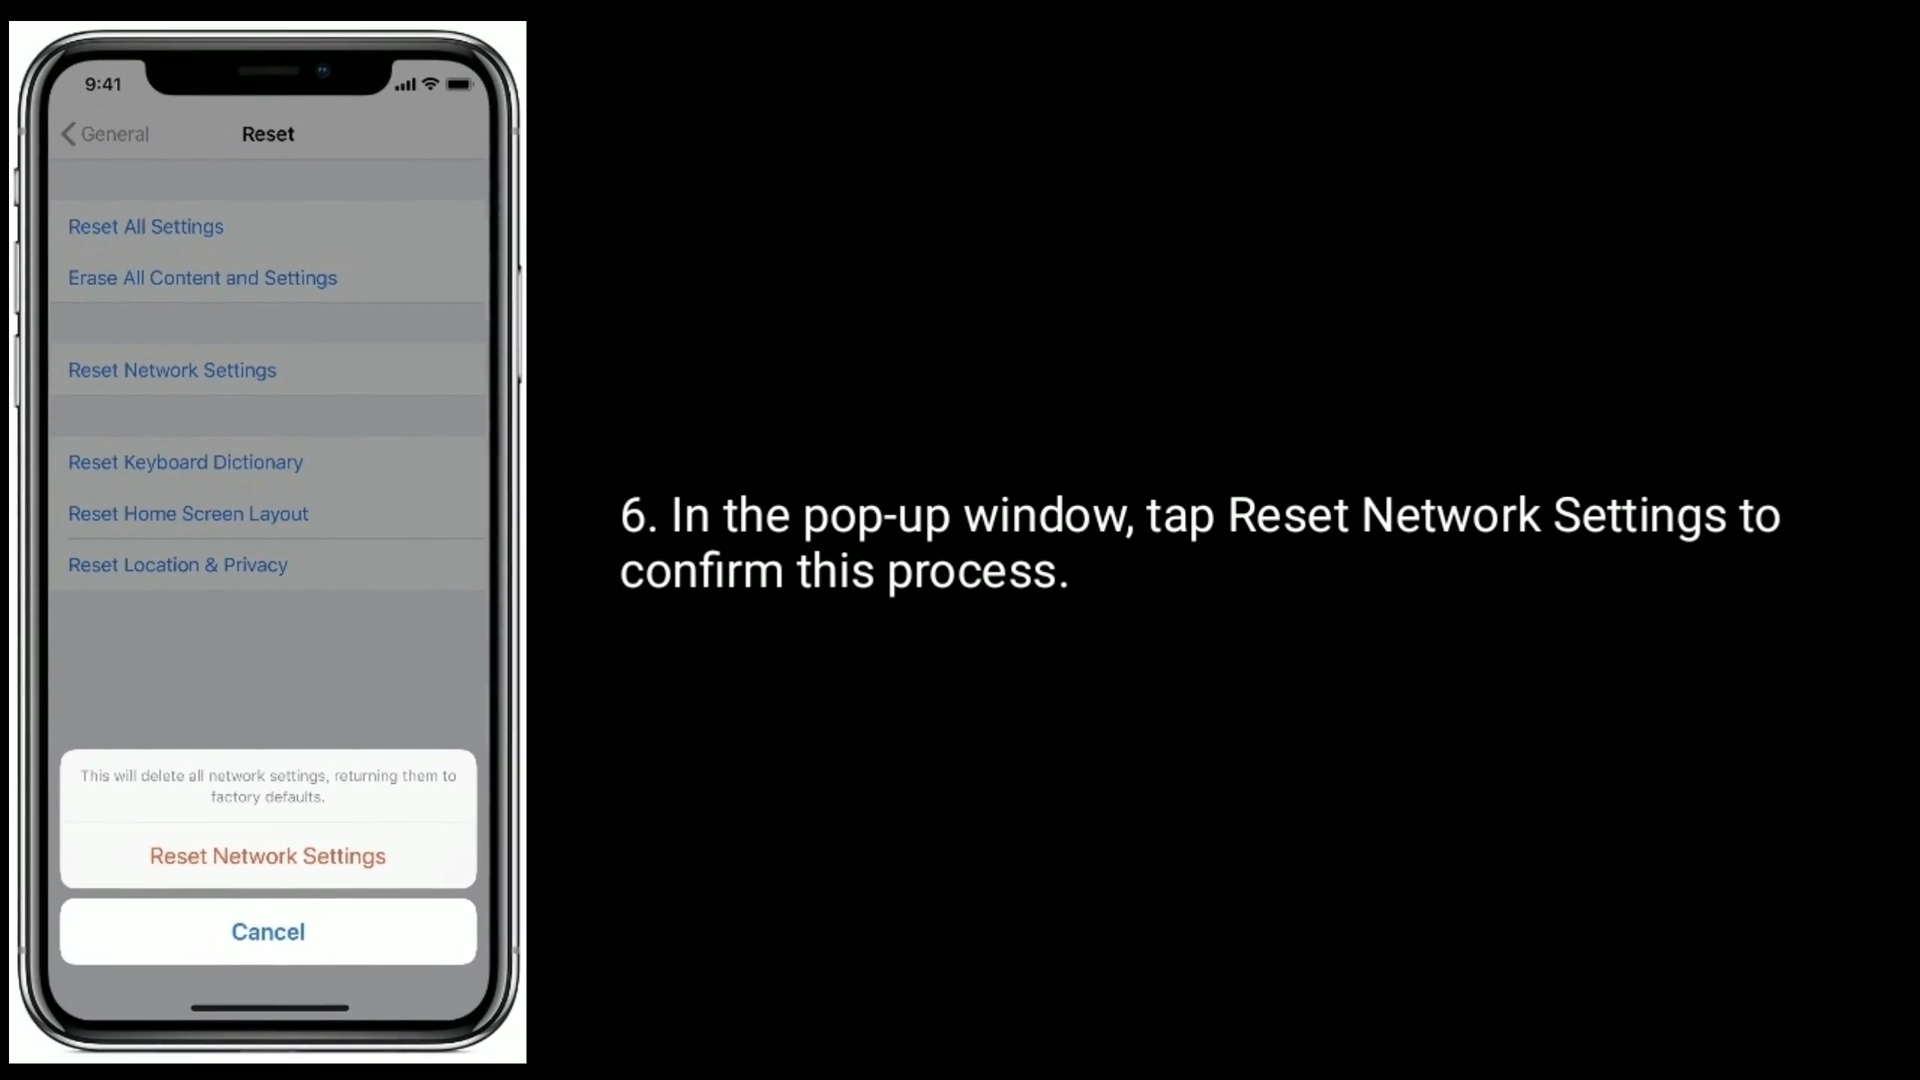 9:41
General
Reset
Reset All Settings
Erase All Content and Settings
Reset Network Settings
Reset Keyboard Dictionary
Reset Home Screen Layout
Reset Location & Privacy
This will delete all network settings, returning them to
factory defaults.
Reset Network Settings
Cancel
6. In the pop-up window, tap Reset Network Settings to
confirm this process.